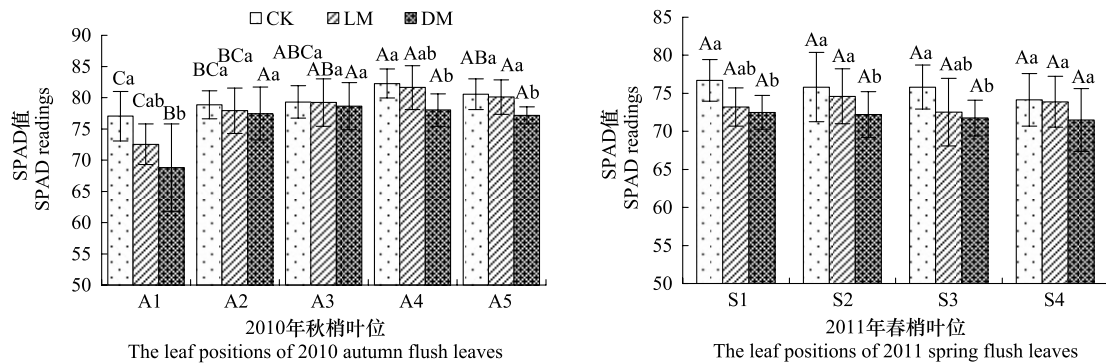 CK LM DM
90
85
80
75
70
65
60
55
50
SPAD值
SPAD readings
Ca Cab Bb
BCa BCa Aa
ABCa ABa Aa
Aa Aab Ab
ABa Aa Ab
A1 A2 A3 A4 A5
2010年秋梢叶位
The leaf positions of 2010 autumn flush leaves
85
80
75
70
65
60
55
50
SPAD值
SPAD readings
Aa Aab Ab
Aa Aa Ab
Aa Aab Ab
Aa Aa Aa
S1 S2 S3 S4
2011年春梢叶位
The leaf positions of 2011 spring flush leaves